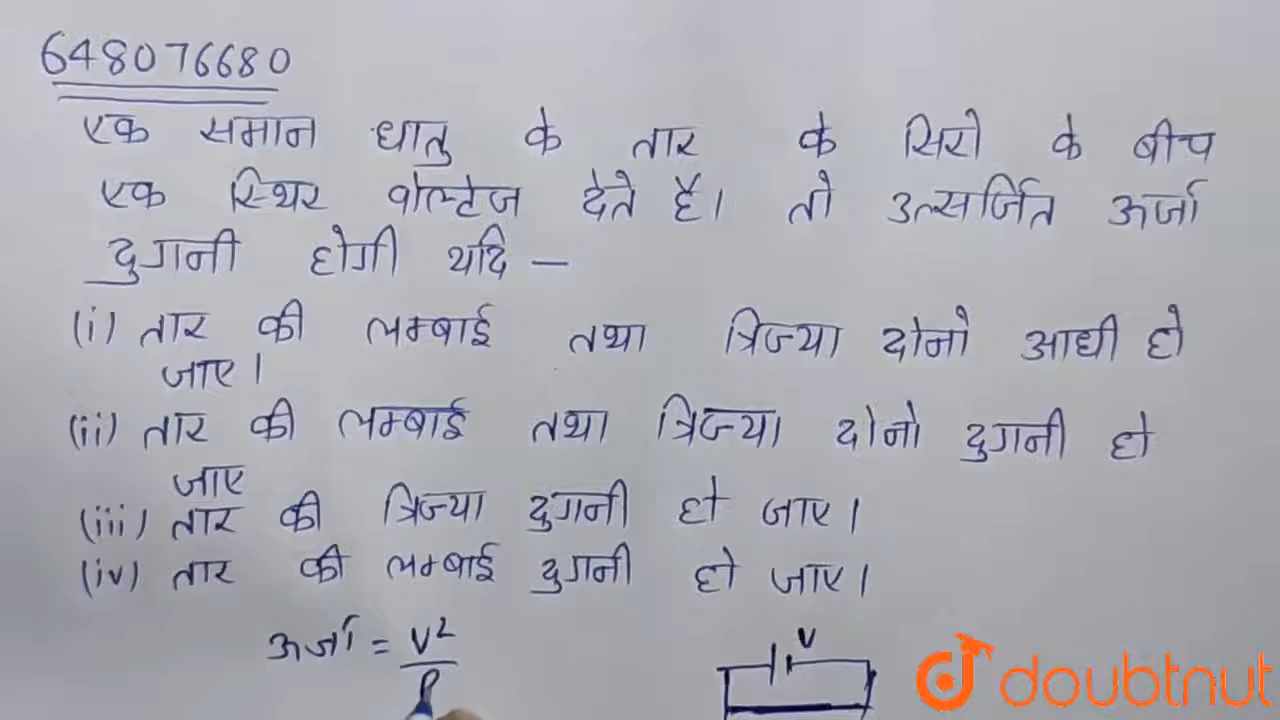 648076680
एक समान धातु के तार के सिरो के बीच
एक स्थिर वोल्टेज देते हैं। तो उत्सर्जित ऊर्जा
दुगनी होगी यदि —
(i) तार की लम्बाई तथा त्रिज्या दोनो आधी हो
जाए।
(ii) तार की लम्बाई तथा त्रिज्या दोनो दुगनी हो
जाए
(iii) तार की त्रिज्या दुगनी हो जाए।
(iv) तार की लम्बाई दुगनी हो जाए।
ऊर्जा = V²
V
doubtnut